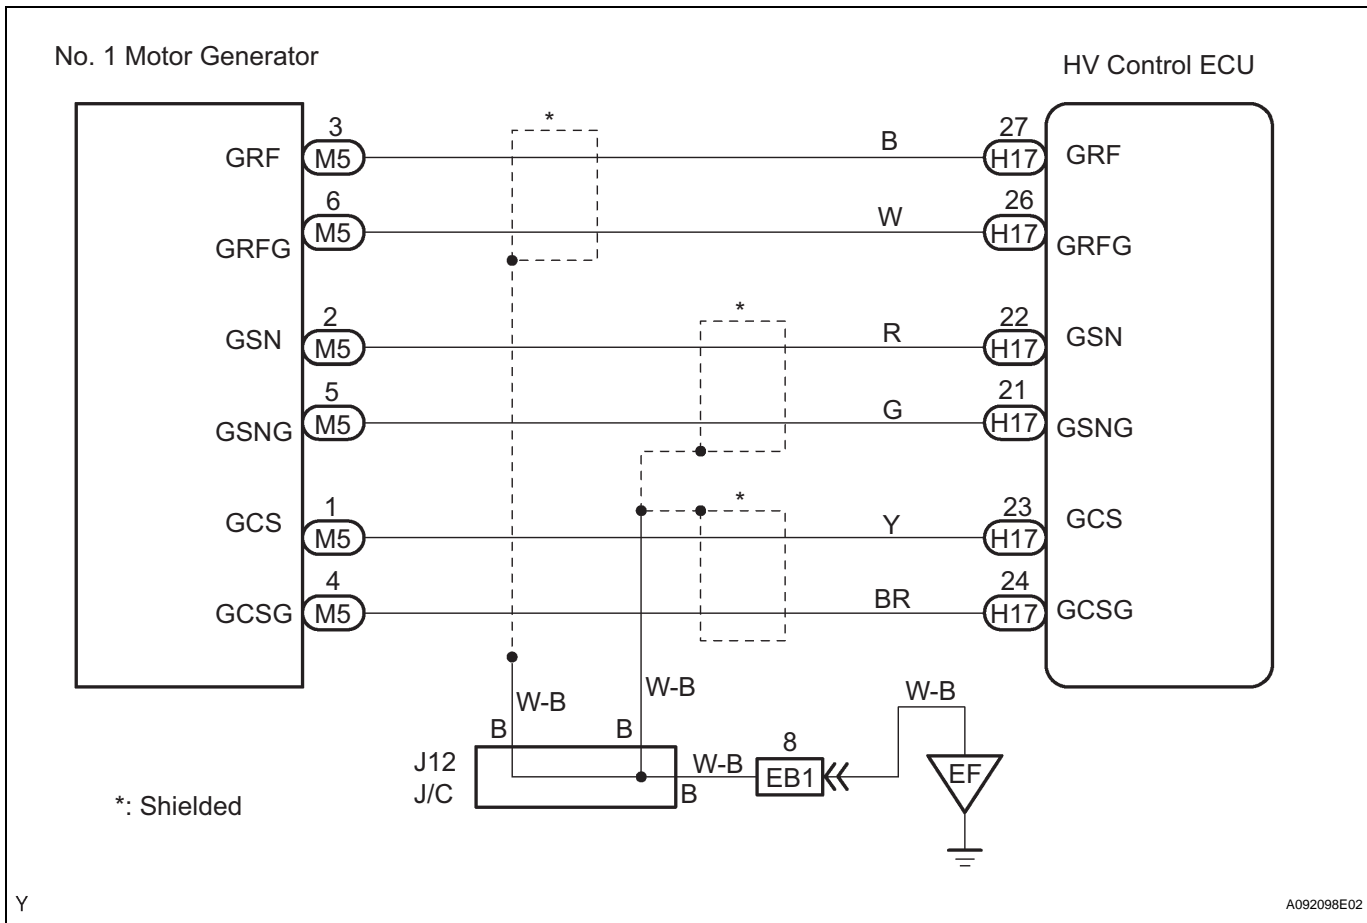 No. 1 Motor Generator
HV Control ECU
*
3
B
27
GRF
M5
H17
GRF
6
W
26
GRFG
M5
H17
GRFG
*
2
R
22
GSN
M5
H17
GSN
5
G
21
GSNG
M5
H17
GSNG
*
1
Y
23
GCS
M5
H17
GCS
4
BR
24
GCSG
M5
H17
GCSG
W-B
W-B
W-B
B
B
J12
J/C
W-B
B
8
EB1
EF
*: Shielded
Y
A092098E02